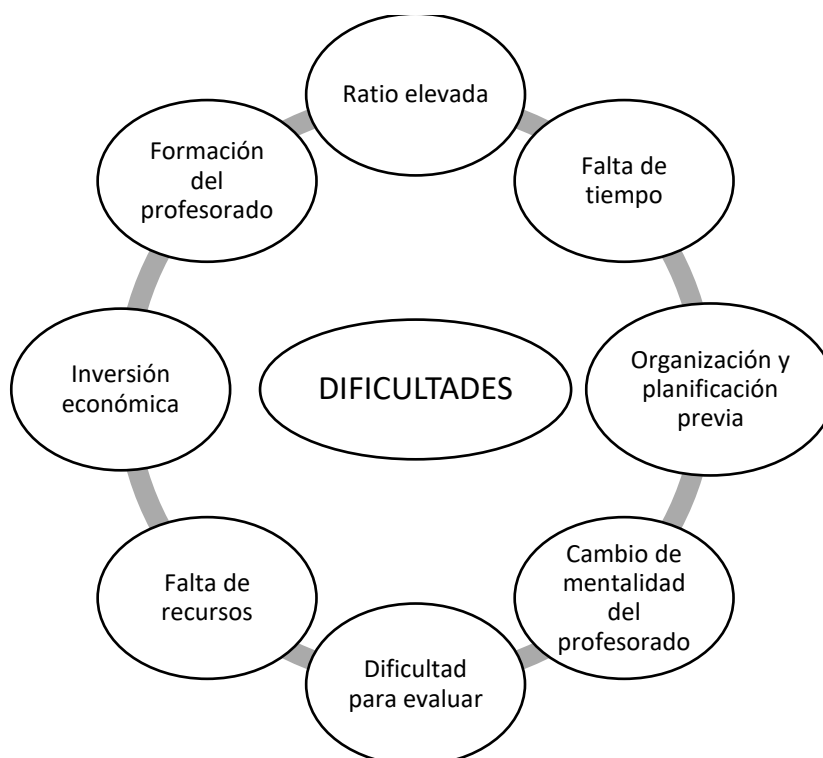 Ratio elevada
Falta de
tiempo
Organización y
planificación
previa
Cambio de
mentalidad
del
profesorado
Dificultad
para evaluar
Falta de
recursos
Inversión
económica
Formación
del
profesorado
DIFICULTADES